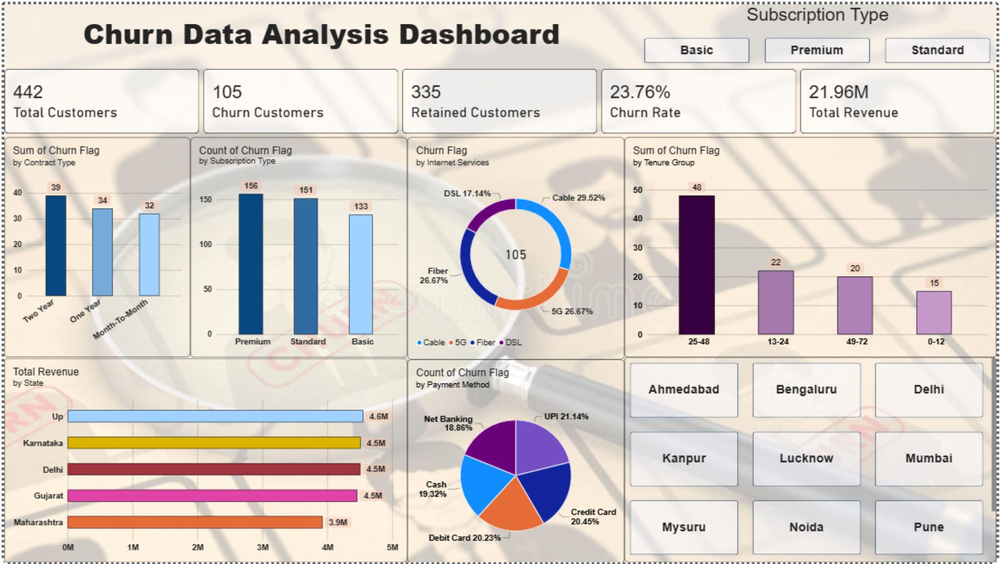 Churn Data Analysis Dashboard
Subscription Type
Basic
Premium
Standard
442
Total Customers
105
Churn Customers
335
Retained Customers
23.76%
Churn Rate
21.96M
Total Revenue
Sum of Churn Flag
by Contract Type
40
30
20
10
0
39
34
32
Two Year
One Year
Month-To-Month
Count of Churn Flag
by Subscription Type
150
100
50
0
156
151
133
Premium
Standard
Basic
Churn Flag
by Internet Services
DSL 17.14%
Cable 29.52%
105
Fiber
26.67%
5G 26.67%
Cable 5G Fiber DSL
Sum of Churn Flag
by Tenure Group
50
40
30
20
10
0
48
22
20
15
25-48
13-24
49-72
0-12
Total Revenue
by State
Up 4.6M
Karnataka 4.5M
Delhi 4.5M
Gujarat 4.5M
Maharashtra 3.9M
0M 1M 2M 3M 4M 5M
Count of Churn Flag
by Payment Method
Net Banking
18.86%
UPI 21.14%
Cash
19.32%
Credit Card
20.45%
Debit Card 20.23%
Ahmedabad
Bengaluru
Delhi
Kanpur
Lucknow
Mumbai
Mysuru
Noida
Pune
CHURN
dreamstime